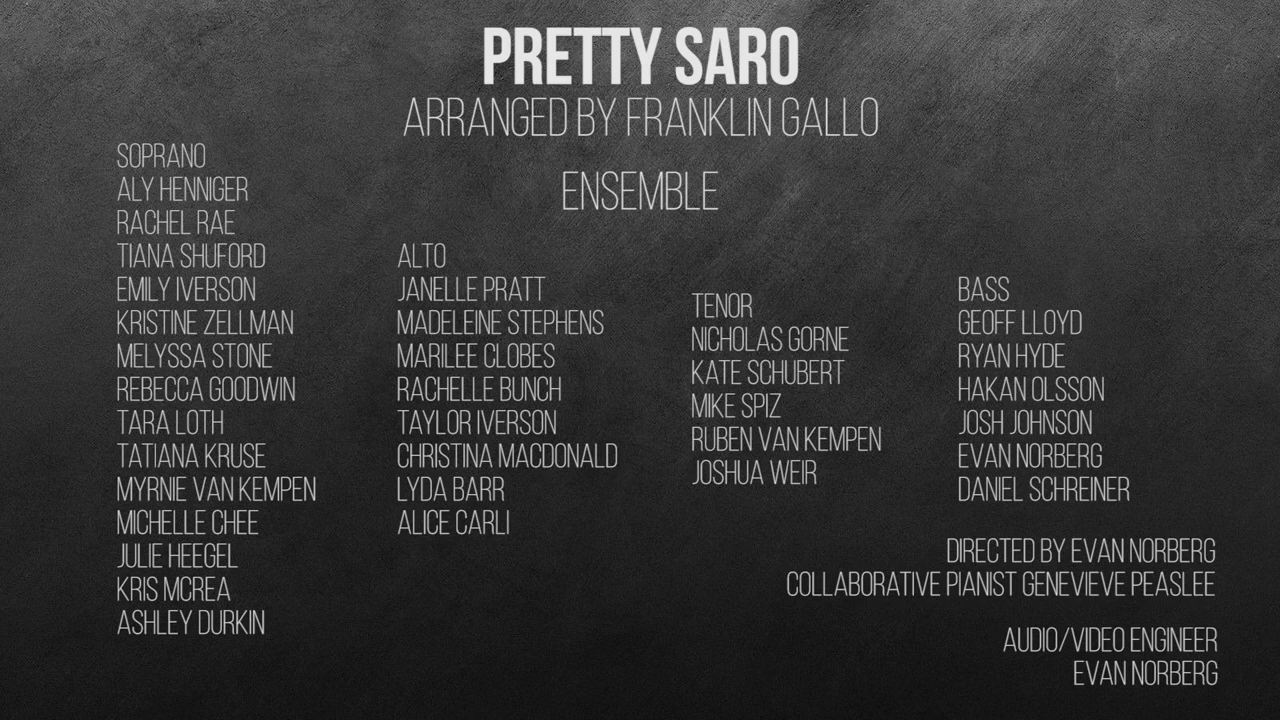 PRETTY SARO
ARRANGED BY FRANKLIN GALLO
ENSEMBLE
SOPRANO
ALY HENNIGER
RACHEL RAE
TIANA SHUFORD
EMILY IVERSON
KRISTINE ZELLMAN
MELYSSA STONE
REBECCA GOODWIN
TARA LOTH
TATIANA KRUSE
MYRNIE VAN KEMPEN
MICHELLE CHEE
JULIE HEEGEL
KRIS MCREA
ASHLEY DURKIN
ALTO
JANELLE PRATT
MADELEINE STEPHENS
MARILEE CLOBES
RACHELLE BUNCH
TAYLOR IVERSON
CHRISTINA MACDONALD
LYDA BARR
ALICE CARLI
TENOR
NICHOLAS GORNE
KATE SCHUBERT
MIKE SPIZ
RUBEN VAN KEMPEN
JOSHUA WEIR
BASS
GEOFF LLOYD
RYAN HYDE
HAKAN OLSSON
JOSH JOHNSON
EVAN NORBERG
DANIEL SCHREINER
DIRECTED BY EVAN NORBERG
COLLABORATIVE PIANIST GENEVIEVE PEASLEE
AUDIO/VIDEO ENGINEER
EVAN NORBERG